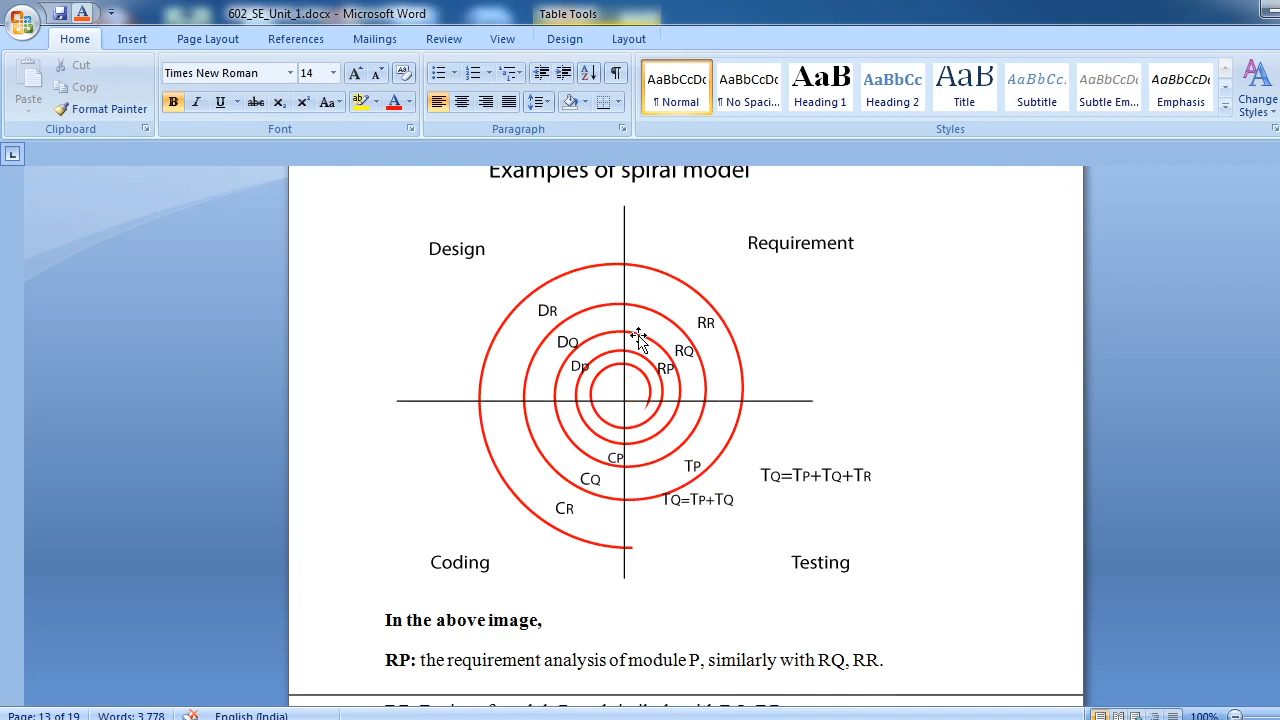 602_SE_Unit_1.docx - Microsoft Word
Table Tools
Home Insert Page Layout References Mailings Review View Design Layout
Paste
Cut
Copy
Format Painter
Clipboard
Times New Roman 14
Font
Paragraph
AaBbCcDc AaBbCcDc AaB AaBbCc AaB AaBbCc. AaBbCcDc AaBbCcDc
¶ Normal ¶ No Spaci... Heading 1 Heading 2 Title Subtitle Subtle Em... Emphasis
Change Styles
Styles
Examples of spiral model
Design
Requirement
DR
RR
DQ
RQ
Dp
RP
CP
TP
TQ=TP+TQ+TR
CQ
TQ=TP+TQ
CR
Coding
Testing
In the above image,
RP: the requirement analysis of module P, similarly with RQ, RR.
Page: 13 of 19 Words: 3,778 English (India) 100%